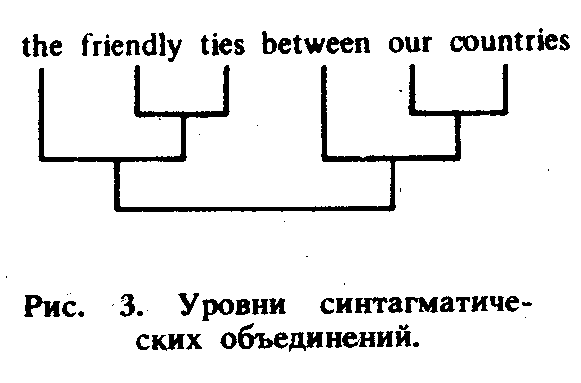 the friendly ties between our countries
Рис. 3. Уровни синтагматиче-
ских объединений.